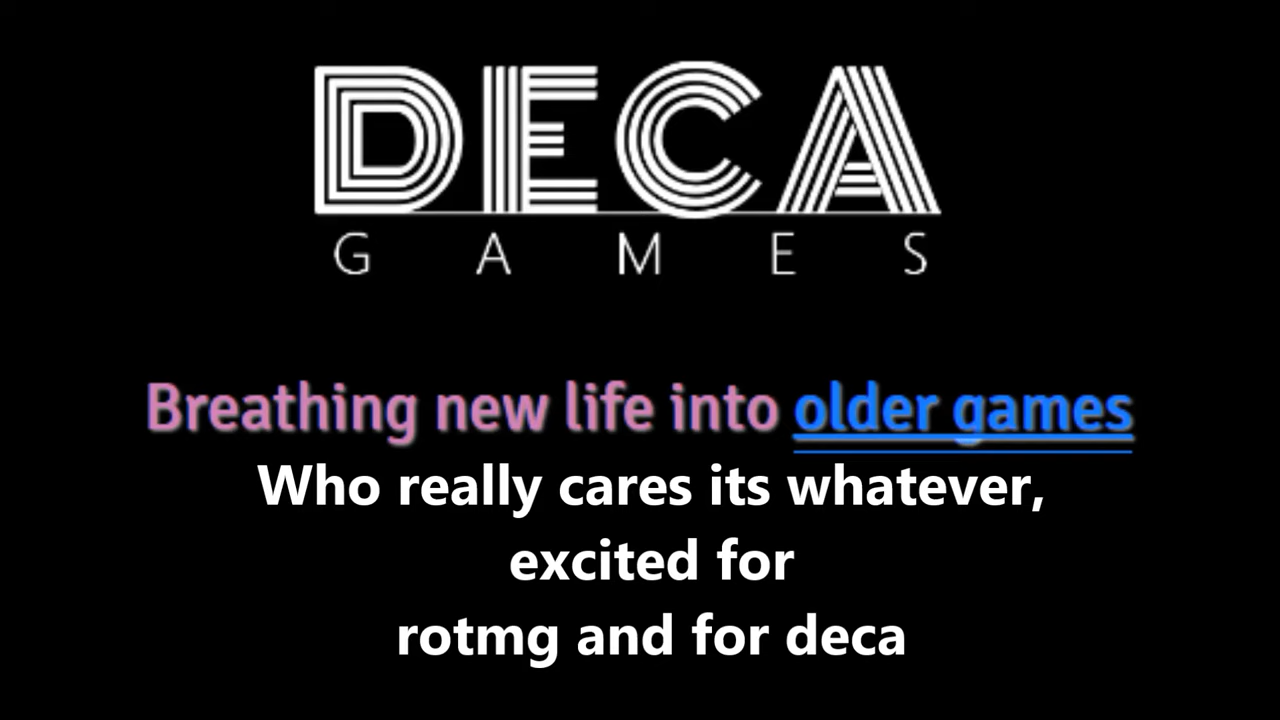 DECA
GAMES
Breathing new life into older games
Who really cares its whatever,
excited for
rotmg and for deca